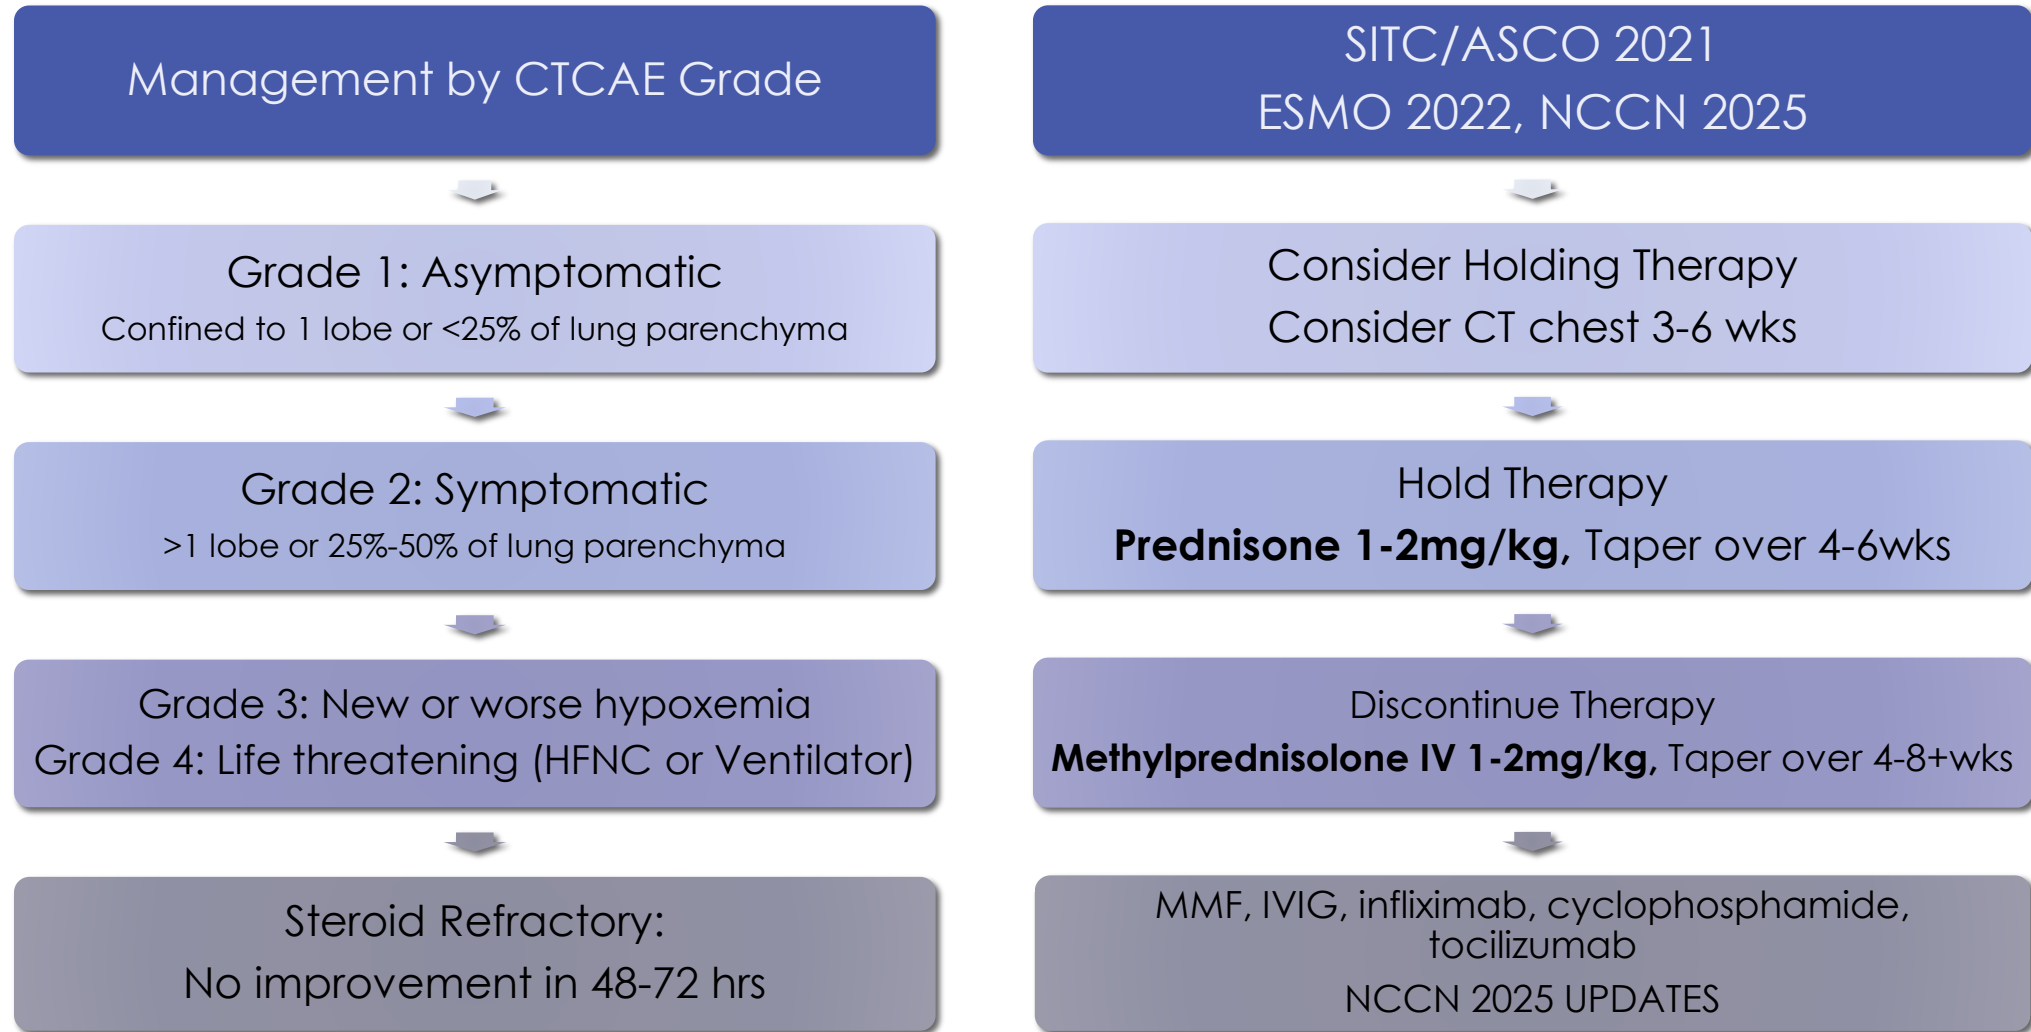 Management by CTCAE Grade
SITC/ASCO 2021
ESMO 2022, NCCN 2025
Grade 1: Asymptomatic
Confined to 1 lobe or <25% of lung parenchyma
Consider Holding Therapy
Consider CT chest 3-6 wks
Grade 2: Symptomatic
>1 lobe or 25%-50% of lung parenchyma
Hold Therapy
Prednisone 1-2mg/kg, Taper over 4-6wks
Grade 3: New or worse hypoxemia
Grade 4: Life threatening (HFNC or Ventilator)
Discontinue Therapy
Methylprednisolone IV 1-2mg/kg, Taper over 4-8+wks
Steroid Refractory:
No improvement in 48-72 hrs
MMF, IVIG, infliximab, cyclophosphamide,
tocilizumab
NCCN 2025 UPDATES